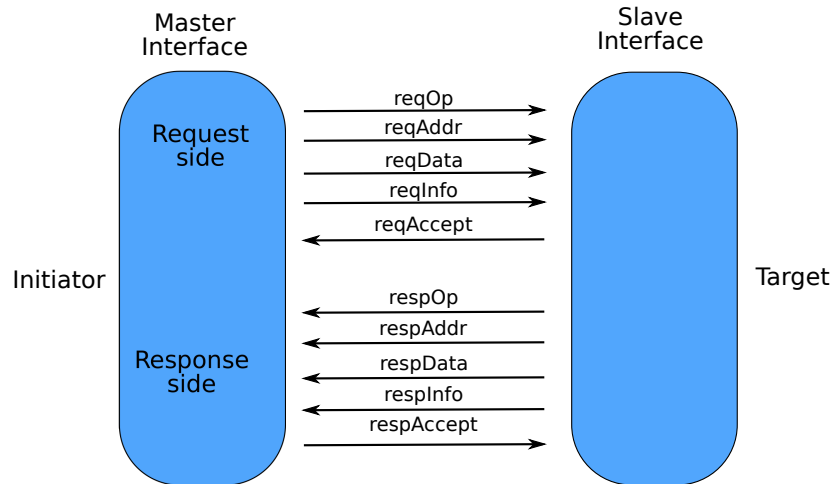 Master
Interface
Slave
Interface
reqOp
reqAddr
Request
side
reqData
reqInfo
reqAccept
Initiator
Target
respOp
respAddr
Response
side
respData
respInfo
respAccept